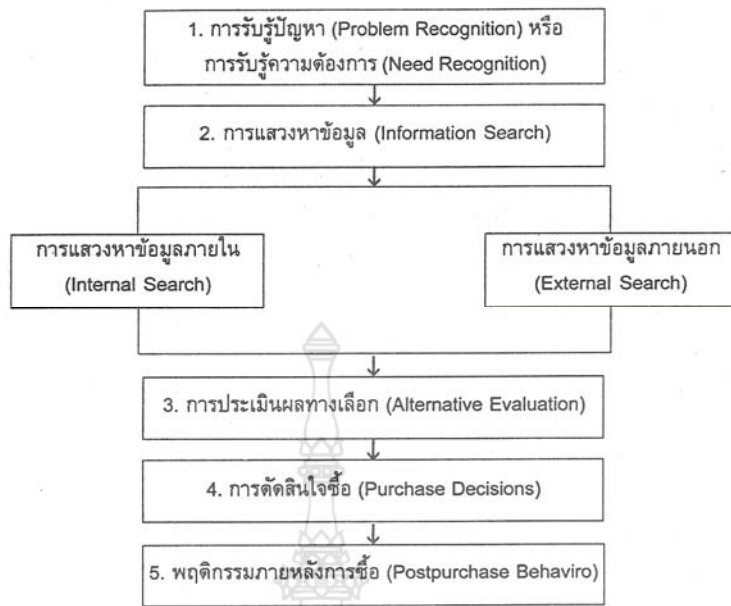 1. การรับรู้ปัญหา (Problem Recognition) หรือ
การรับรู้ความต้องการ (Need Recognition)
2. การแสวงหาข้อมูล (Information Search)
การแสวงหาข้อมูลภายใน
(Internal Search)
การแสวงหาข้อมูลภายนอก
(External Search)
3. การประเมินผลทางเลือก (Alternative Evaluation)
4. การตัดสินใจซื้อ (Purchase Decisions)
5. พฤติกรรมภายหลังการซื้อ (Postpurchase Behaviro)